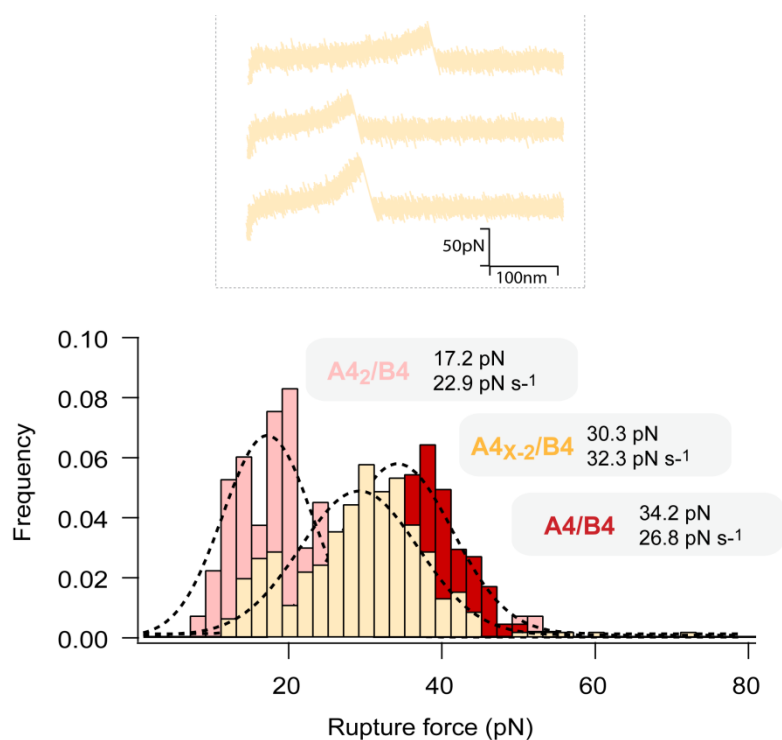 50pN
100nm
0.10
0.08
0.06
0.04
0.02
0.00
Frequency
A4₂/B4
17.2 pN
22.9 pN s⁻¹
A4ₓ₋₂/B4
30.3 pN
32.3 pN s⁻¹
A4/B4
34.2 pN
26.8 pN s⁻¹
20
40
60
80
Rupture force (pN)